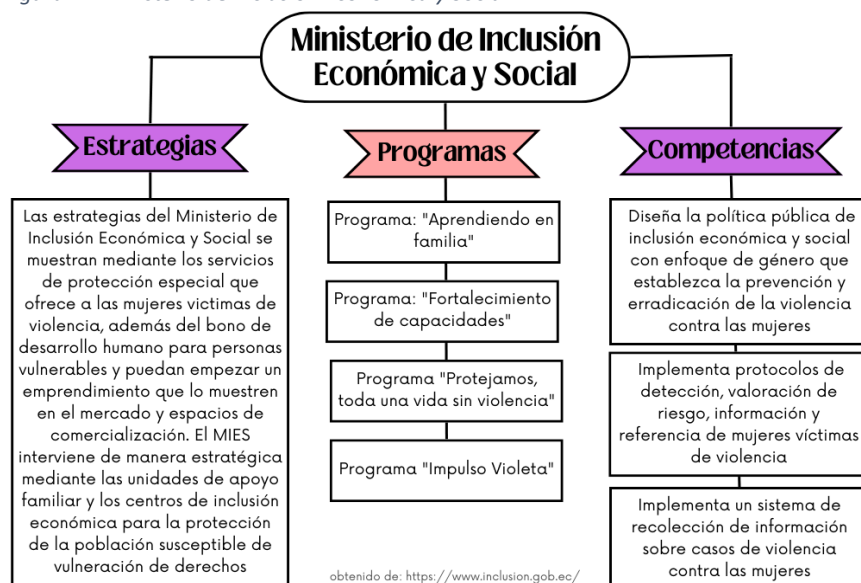 Ministerio de Inclusión
Económica y Social
Estrategias
Las estrategias del Ministerio de
Inclusión Económica y Social se
muestran mediante los servicios
de protección especial que
ofrece a las mujeres victimas de
violencia, además del bono de
desarrollo humano para personas
vulnerables y puedan empezar un
emprendimiento que lo muestren
en el mercado y espacios de
comercialización. El MIES
interviene de manera estratégica
mediante las unidades de apoyo
familiar y los centros de inclusión
económica para la protección
de la población susceptible de
vulneración de derechos
Programas
Programa: "Aprendiendo en
familia"
Programa: "Fortalecimiento
de capacidades"
Programa "Protejamos,
toda una vida sin violencia"
Programa "Impulso Violeta"
obtenido de: https://www.inclusion.gob.ec/
Competencias
Diseña la política pública de
inclusión económica y social
con enfoque de género que
establezca la prevención y
erradicación de la violencia
contra las mujeres
Implementa protocolos de
detección, valoración de
riesgo, información y
referencia de mujeres víctimas
de violencia
Implementa un sistema de
recolección de información
sobre casos de violencia
contra las mujeres